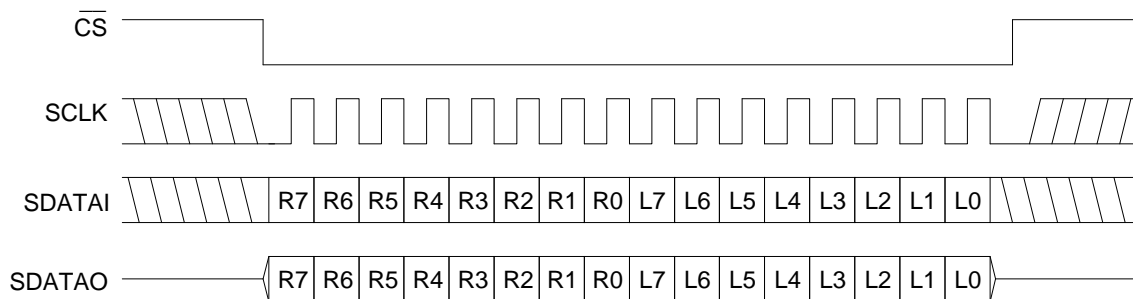 CS
SCLK
SDATAI R7 R6 R5 R4 R3 R2 R1 R0 L7 L6 L5 L4 L3 L2 L1 L0
SDATAO R7 R6 R5 R4 R3 R2 R1 R0 L7 L6 L5 L4 L3 L2 L1 L0